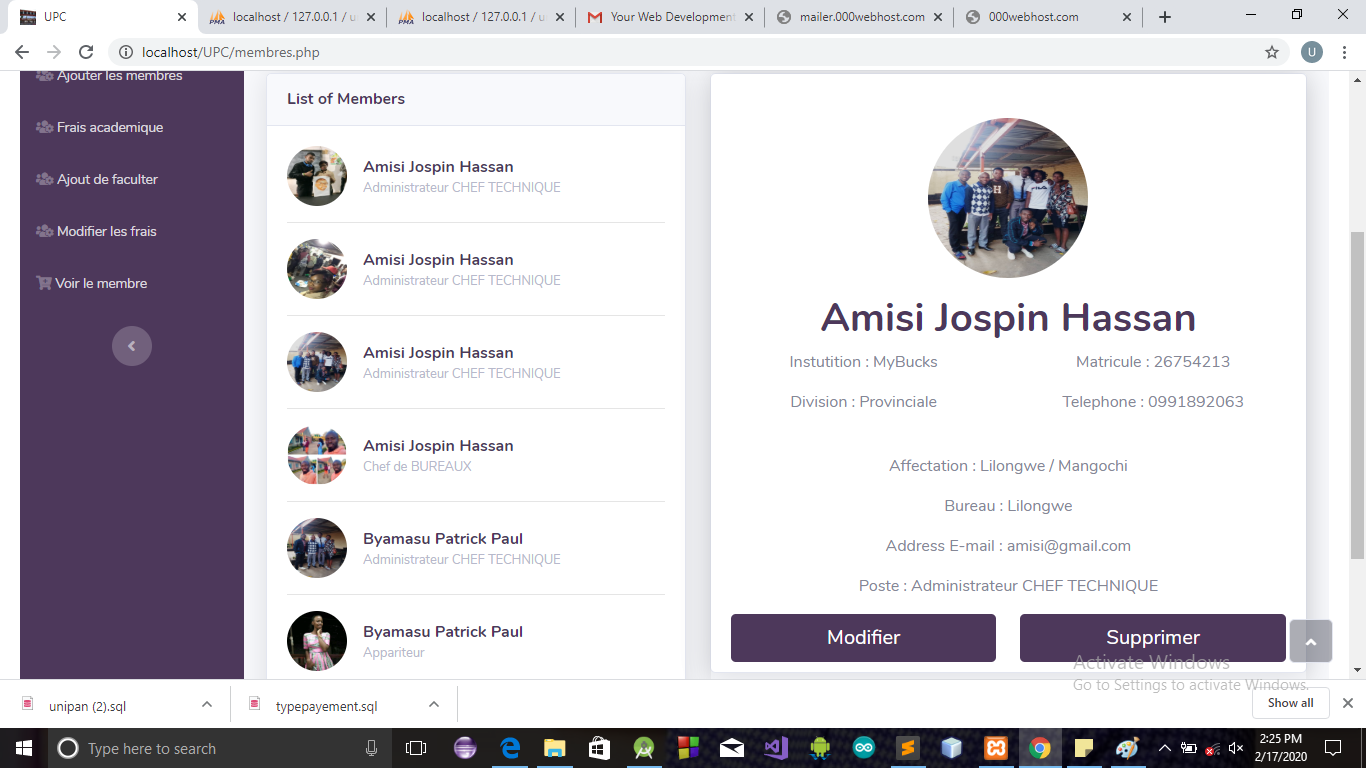 UPC
localhost / 127.0.0.1 / u
localhost / 127.0.0.1 / u
Your Web Development
mailer.000webhost.com
000webhost.com
localhost/UPC/membres.php
U
Ajouter les membres
Frais academique
Ajout de faculter
Modifier les frais
Voir le membre
List of Members
Amisi Jospin Hassan
Administrateur CHEF TECHNIQUE
Amisi Jospin Hassan
Administrateur CHEF TECHNIQUE
Amisi Jospin Hassan
Administrateur CHEF TECHNIQUE
Amisi Jospin Hassan
Chef de BUREAUX
Byamasu Patrick Paul
Administrateur CHEF TECHNIQUE
Byamasu Patrick Paul
Appariteur
Amisi Jospin Hassan
Instutition : MyBucks
Matricule : 26754213
Division : Provinciale
Telephone : 0991892063
Affectation : Lilongwe / Mangochi
Bureau : Lilongwe
Address E-mail : amisi@gmail.com
Poste : Administrateur CHEF TECHNIQUE
Modifier
Supprimer
Activate Windows
Go to Settings to activate Windows.
unipan (2).sql
typepayement.sql
Show all
Type here to search
2:25 PM
2/17/2020